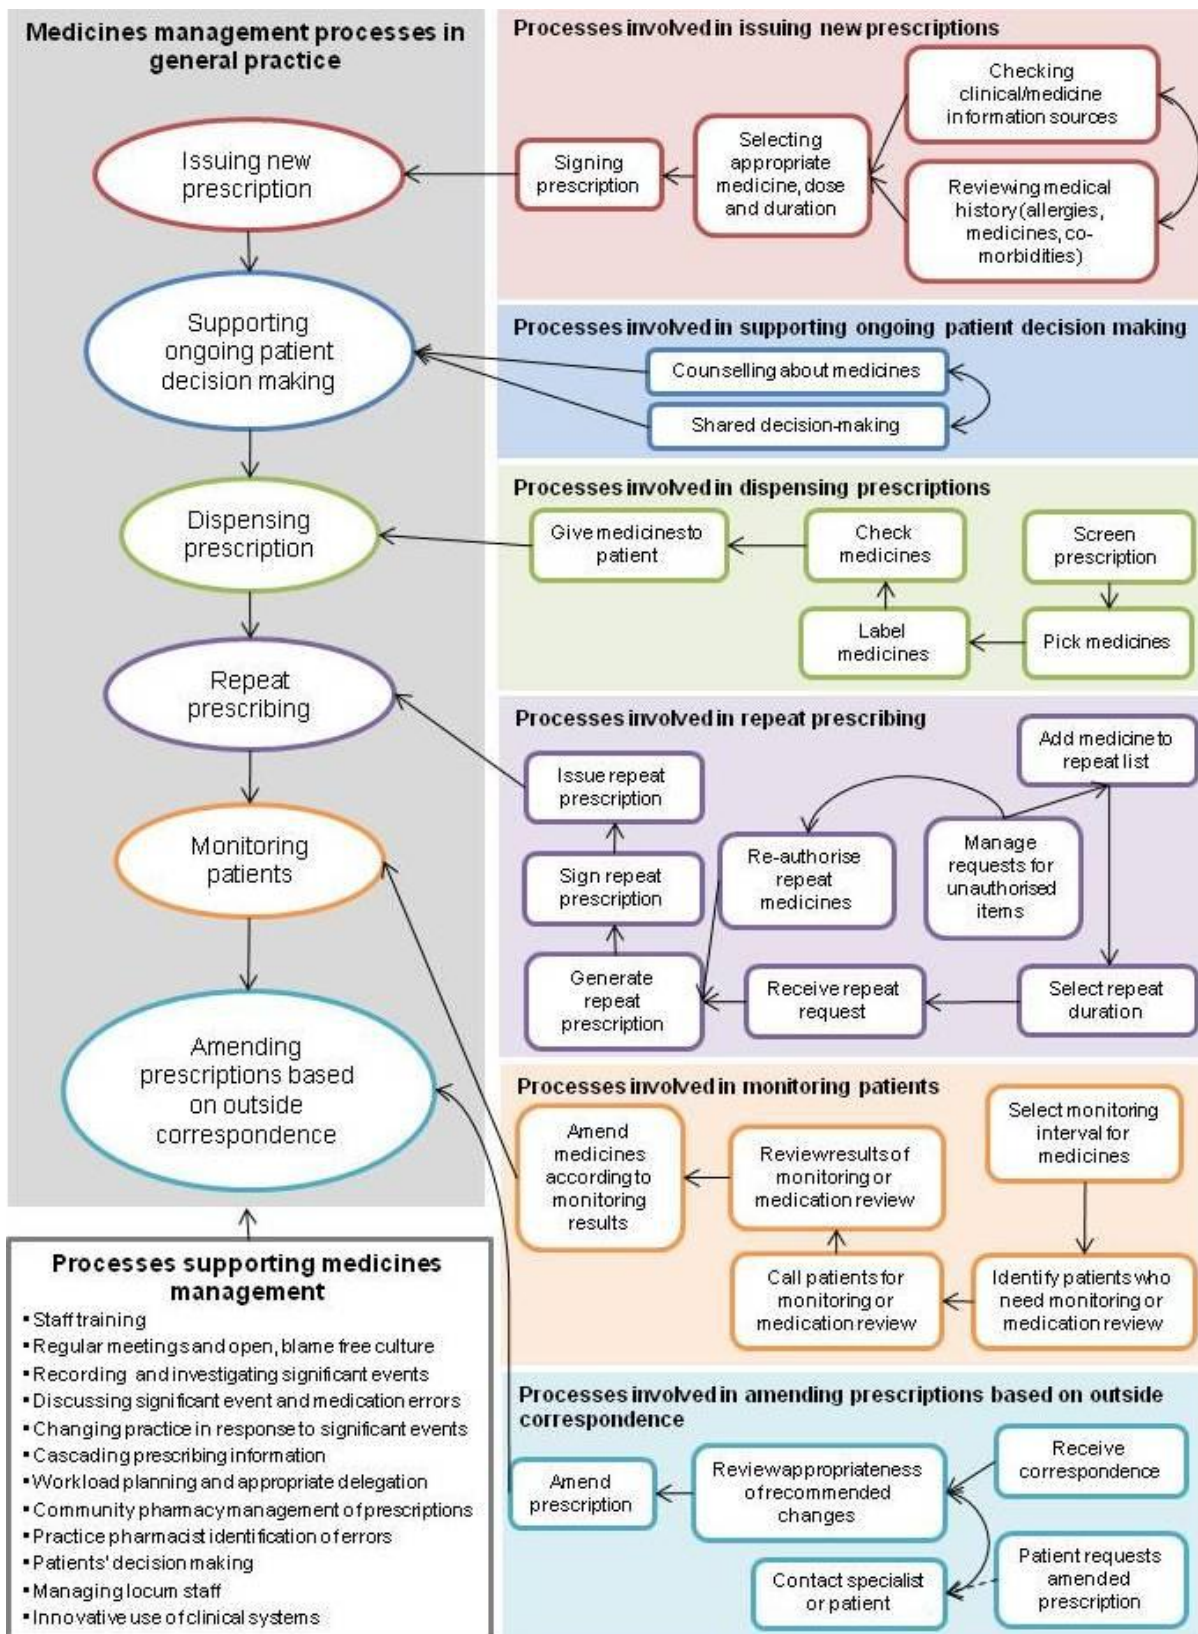 Medicines management processes in
general practice
Issuing new
prescription
Supporting
ongoing patient
decision making
Dispensing
prescription
Repeat
prescribing
Monitoring
patients
Amending
prescriptions based
on outside
correspondence
Processes supporting medicines
management
▪ Staff training
▪ Regular meetings and open, blame free culture
▪ Recording and investigating significant events
▪ Discussing significant event and medication errors
▪ Changing practice in response to significant events
▪ Cascading prescribing information
▪ Workload planning and appropriate delegation
▪ Community pharmacy management of prescriptions
▪ Practice pharmacist identification of errors
▪ Patients' decision making
▪ Managing locum staff
▪ Innovative use of clinical systems
Processes involved in issuing new prescriptions
Checking
clinical/medicine
information sources
Signing
prescription
Selecting
appropriate
medicine, dose
and duration
Reviewing medical
history (allergies,
medicines, co-
morbidities)
Processes involved in supporting ongoing patient decision making
Counselling about medicines
Shared decision-making
Processes involved in dispensing prescriptions
Give medicines to
patient
Check
medicines
Screen
prescription
Label
medicines
Pick medicines
Processes involved in repeat prescribing
Add medicine to
repeat list
Issue repeat
prescription
Sign repeat
prescription
Re-authorise
repeat
medicines
Manage
requests for
unauthorised
items
Generate
repeat
prescription
Receive repeat
request
Select repeat
duration
Processes involved in monitoring patients
Amend
medicines
according to
monitoring
results
Review results of
monitoring or
medication review
Select monitoring
interval for
medicines
Call patients for
monitoring or
medication review
Identify patients who
need monitoring or
medication review
Processes involved in amending prescriptions based on outside
correspondence
Amend
prescription
Review appropriateness
of recommended
changes
Receive
correspondence
Contact specialist
or patient
Patient requests
amended
prescription